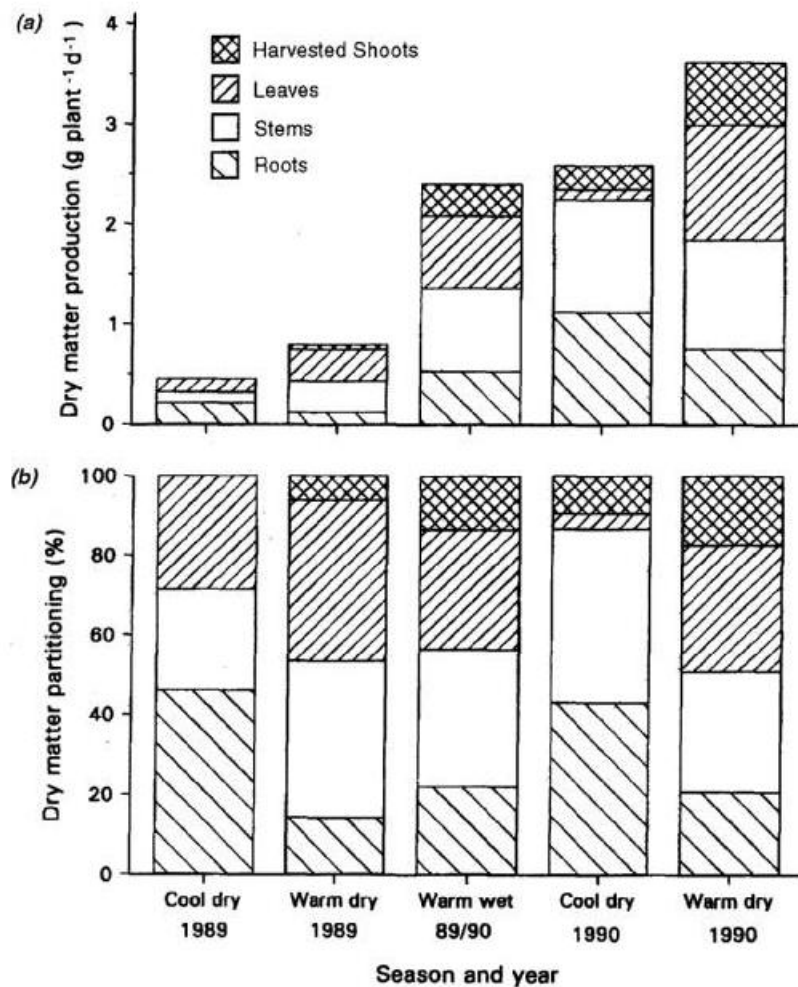 (a)
Dry matter production (g plant ⁻¹d⁻¹)
4
3
2
1
0
Harvested Shoots
Leaves
Stems
Roots
(b)
Dry matter partitioning (%)
100
80
60
40
20
0
Cool dry
1989
Warm dry
1989
Warm wet
89/90
Cool dry
1990
Warm dry
1990
Season and year